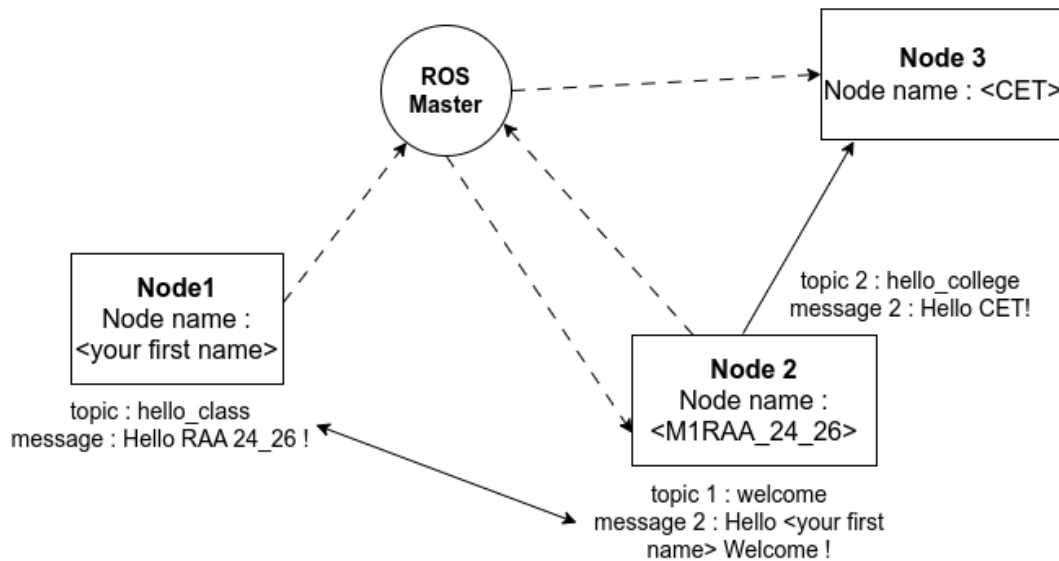 ROS
Master
Node 3
Node name : <CET>
Node1
Node name :
<your first name>
topic : hello_class
message : Hello RAA 24_26 !
topic 2 : hello_college
message 2 : Hello CET!
Node 2
Node name :
<M1RAA_24_26>
topic 1 : welcome
message 2 : Hello <your first
name> Welcome !